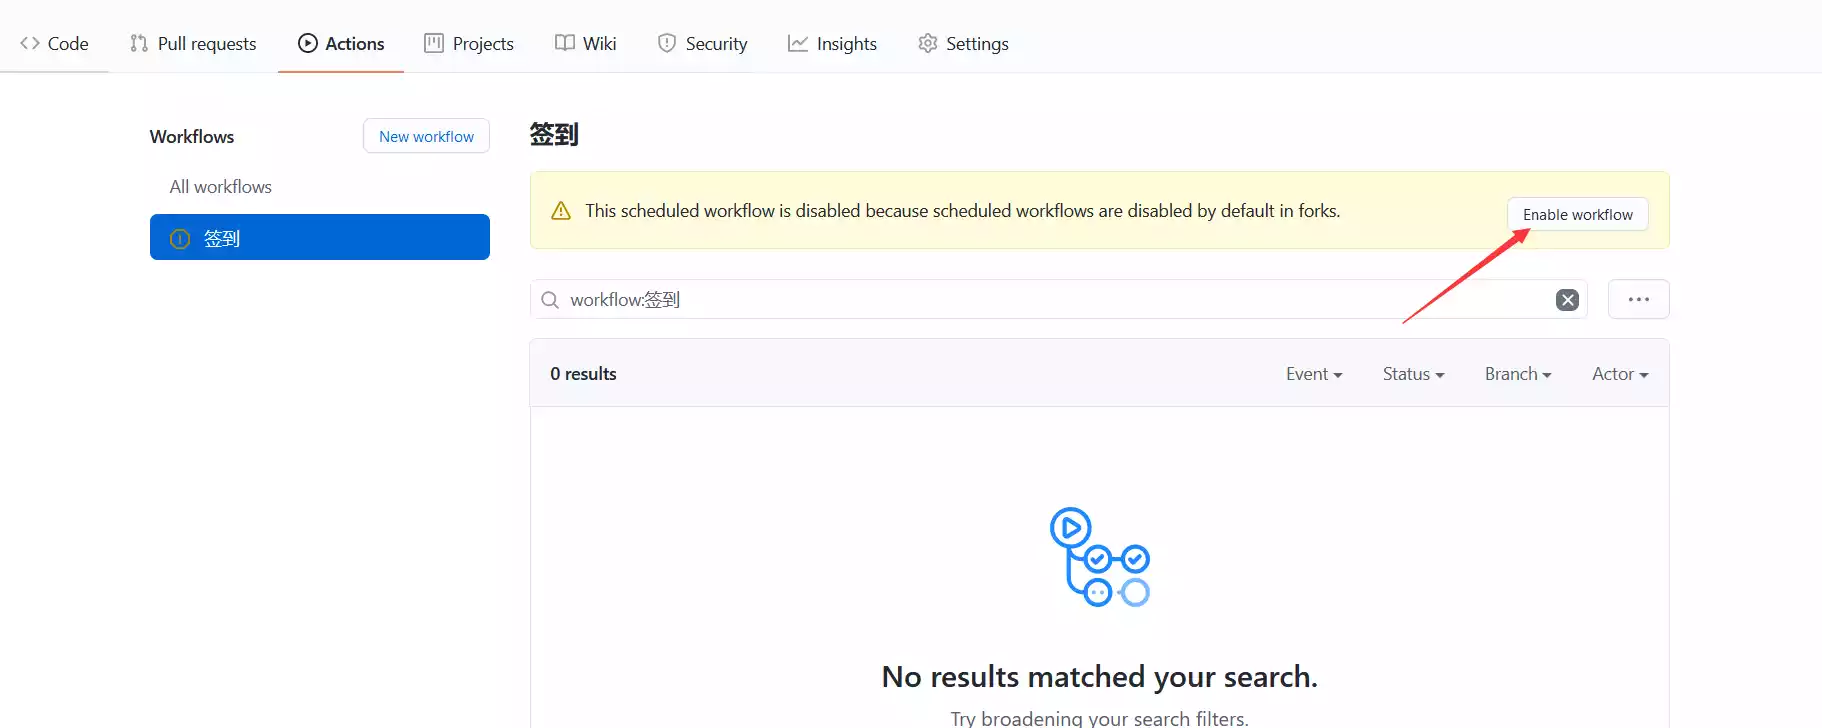 Code
Pull requests
Actions
Projects
Wiki
Security
Insights
Settings
Workflows
New workflow
All workflows
签到
签到
This scheduled workflow is disabled because scheduled workflows are disabled by default in forks.
Enable workflow
workflow:签到
0 results
Event
Status
Branch
Actor
No results matched your search.
Try broadening your search filters.